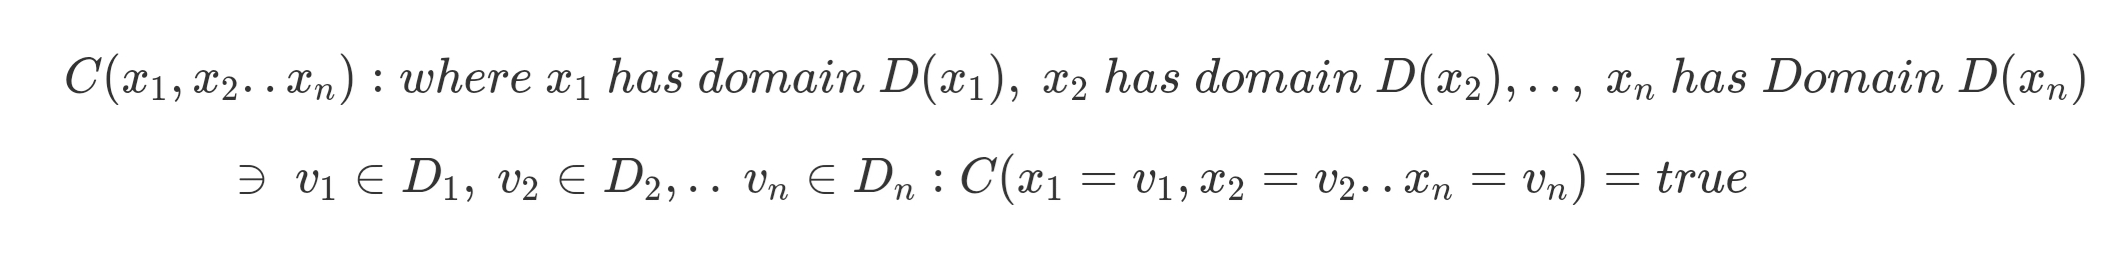 C(x₁, x₂. . xₙ) : where x₁ has domain D(x₁), x₂ has domain D(x₂), . . , xₙ has Domain D(xₙ)
∋ v₁ ∈ D₁, v₂ ∈ D₂, . . vₙ ∈ Dₙ : C(x₁ = v₁, x₂ = v₂. . xₙ = vₙ) = true